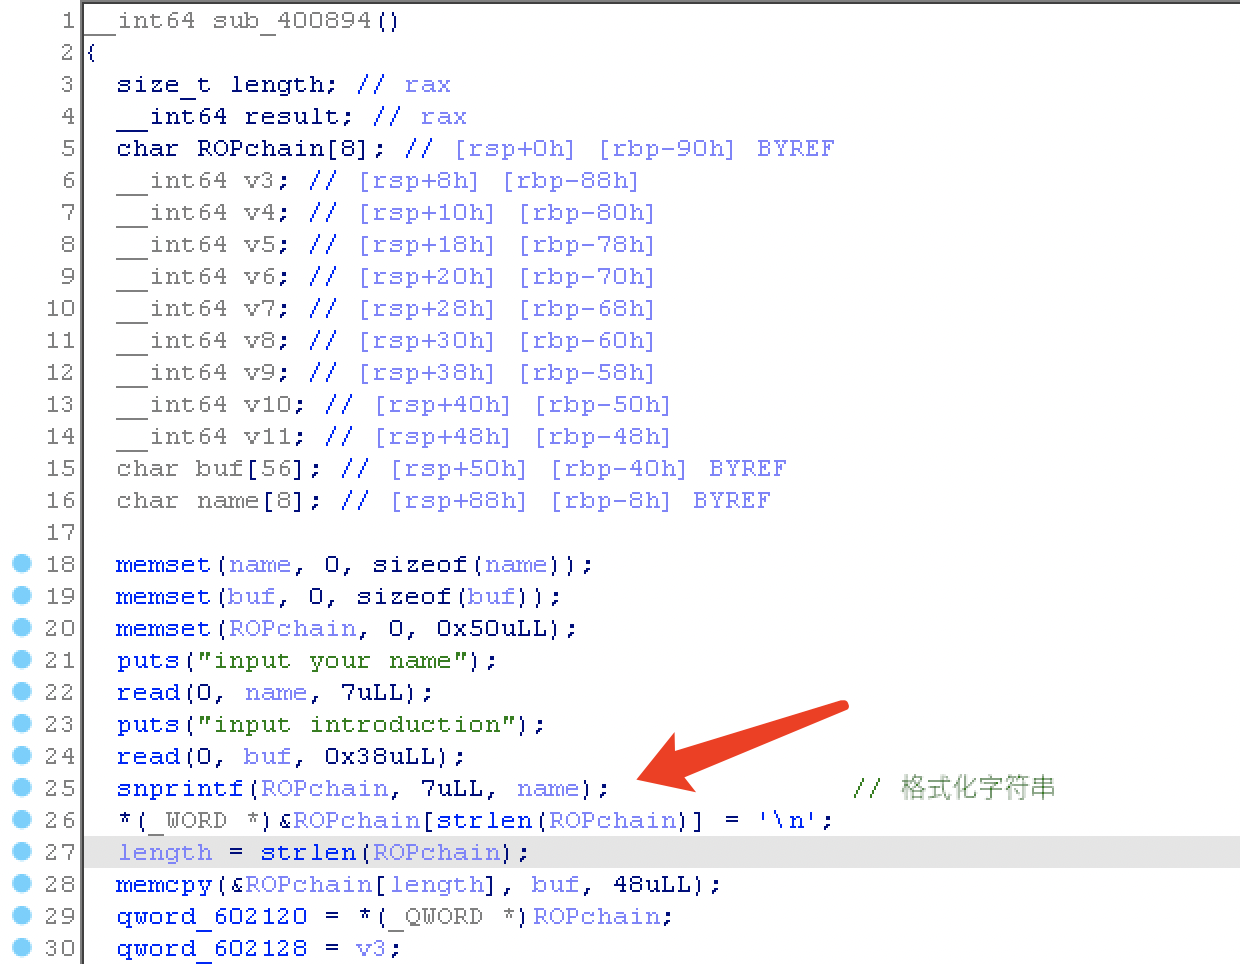 1 __int64 sub_400894()
2 {
3 size_t length; // rax
4 __int64 result; // rax
5 char ROPchain[8]; // [rsp+0h] [rbp-90h] BYREF
6 __int64 v3; // [rsp+8h] [rbp-88h]
7 __int64 v4; // [rsp+10h] [rbp-80h]
8 __int64 v5; // [rsp+18h] [rbp-78h]
9 __int64 v6; // [rsp+20h] [rbp-70h]
10 __int64 v7; // [rsp+28h] [rbp-68h]
11 __int64 v8; // [rsp+30h] [rbp-60h]
12 __int64 v9; // [rsp+38h] [rbp-58h]
13 __int64 v10; // [rsp+40h] [rbp-50h]
14 __int64 v11; // [rsp+48h] [rbp-48h]
15 char buf[56]; // [rsp+50h] [rbp-40h] BYREF
16 char name[8]; // [rsp+88h] [rbp-8h] BYREF
17
18 memset(name, 0, sizeof(name));
19 memset(buf, 0, sizeof(buf));
20 memset(ROPchain, 0, 0x50uLL);
21 puts("input your name");
22 read(0, name, 7uLL);
23 puts("input introduction");
24 read(0, buf, 0x38uLL);
25 snprintf(ROPchain, 7uLL, name); // 格式化字符串
26 *(_WORD *)&ROPchain[strlen(ROPchain)] = '\n';
27 length = strlen(ROPchain);
28 memcpy(&ROPchain[length], buf, 48uLL);
29 qword_602120 = *(_QWORD *)ROPchain;
30 qword_602128 = v3;